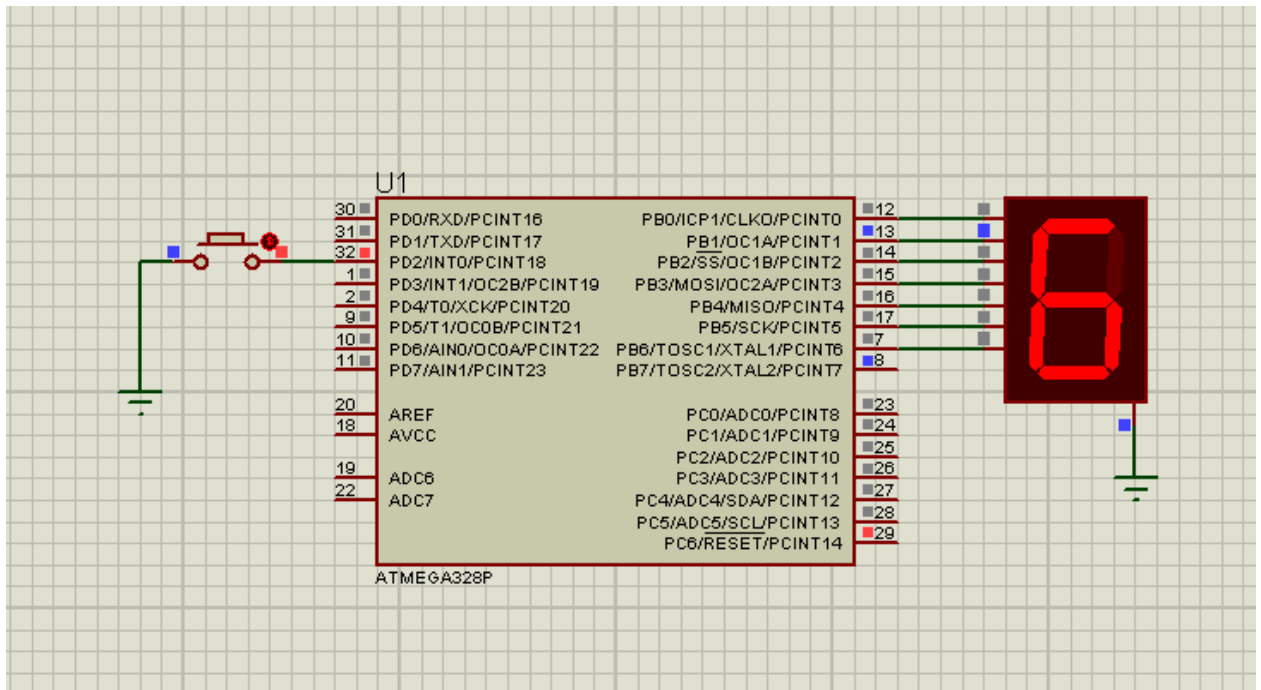 U1
30 PD0/RXD/PCINT16 PB0/ICP1/CLKO/PCINT0 12
31 PD1/TXD/PCINT17 PB1/OC1A/PCINT1 13
32 PD2/INT0/PCINT18 PB2/SS/OC1B/PCINT2 14
1 PD3/INT1/OC2B/PCINT19 PB3/MOSI/OC2A/PCINT3 15
2 PD4/T0/XCK/PCINT20 PB4/MISO/PCINT4 16
9 PD5/T1/OC0B/PCINT21 PB5/SCK/PCINT5 17
10 PD6/AIN0/OC0A/PCINT22 PB6/TOSC1/XTAL1/PCINT6 7
11 PD7/AIN1/PCINT23 PB7/TOSC2/XTAL2/PCINT7 8
20 AREF PC0/ADC0/PCINT8 23
18 AVCC PC1/ADC1/PCINT9 24
PC2/ADC2/PCINT10 25
19 ADC6 PC3/ADC3/PCINT11 26
22 ADC7 PC4/ADC4/SDA/PCINT12 27
PC5/ADC5/SCL/PCINT13 28
PC6/RESET/PCINT14 29
ATMEGA328P
6